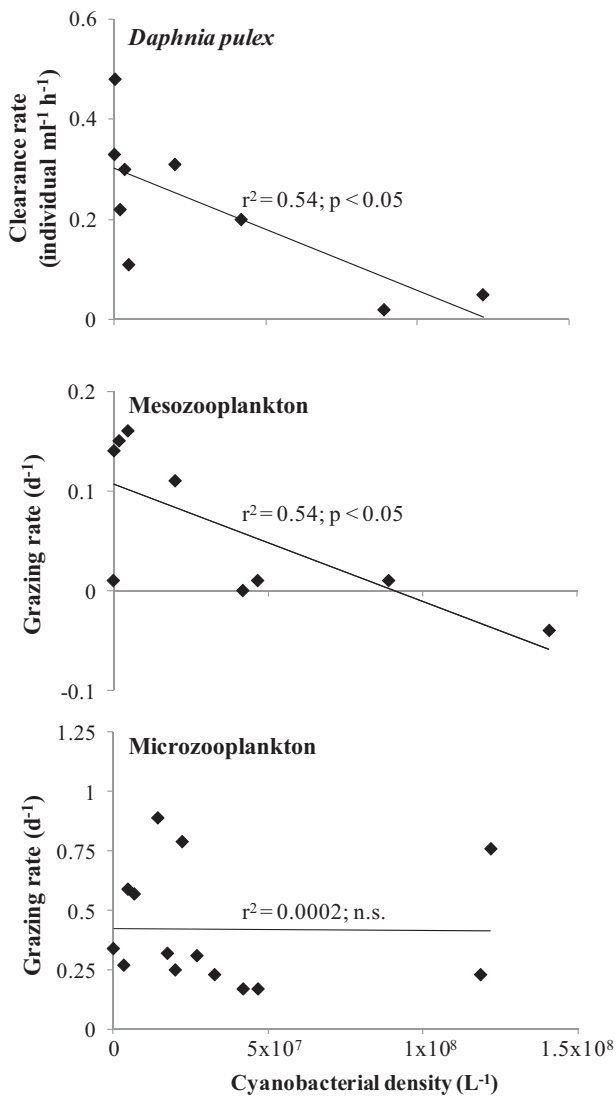 Daphnia pulex
Clearance rate
(individual ml⁻¹ h⁻¹)
0.6
0.4
0.2
0
r² = 0.54; p < 0.05
Mesozooplankton
Grazing rate (d⁻¹)
0.2
0.1
0
-0.1
r² = 0.54; p < 0.05
Microzooplankton
Grazing rate (d⁻¹)
1.25
1
0.75
0.5
0.25
0
r² = 0.0002; n.s.
0 5x10⁷ 1x10⁸ 1.5x10⁸
Cyanobacterial density (L⁻¹)